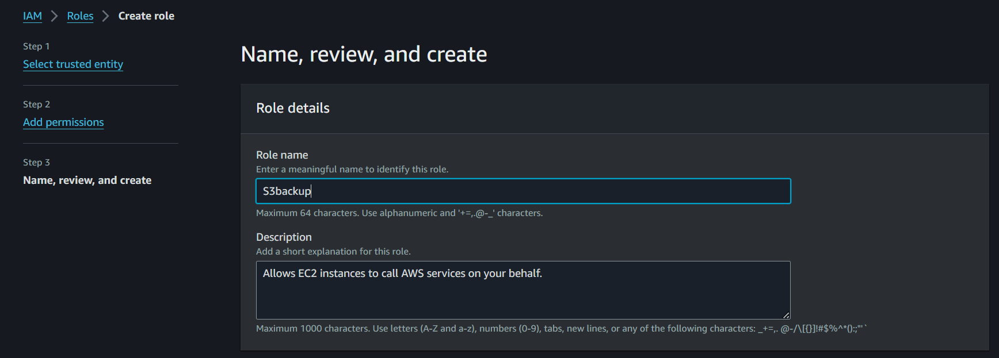 IAM > Roles > Create role
Step 1
Select trusted entity
Step 2
Add permissions
Step 3
Name, review, and create
Name, review, and create
Role details
Role name
Enter a meaningful name to identify this role.
S3backup
Maximum 64 characters. Use alphanumeric and '+=,.@-_' characters.
Description
Add a short explanation for this role.
Allows EC2 instances to call AWS services on your behalf.
Maximum 1000 characters. Use letters (A-Z and a-z), numbers (0-9), tabs, new lines, or any of the following characters: _+=,. @-/\[{}]!#$%^*();:"'`